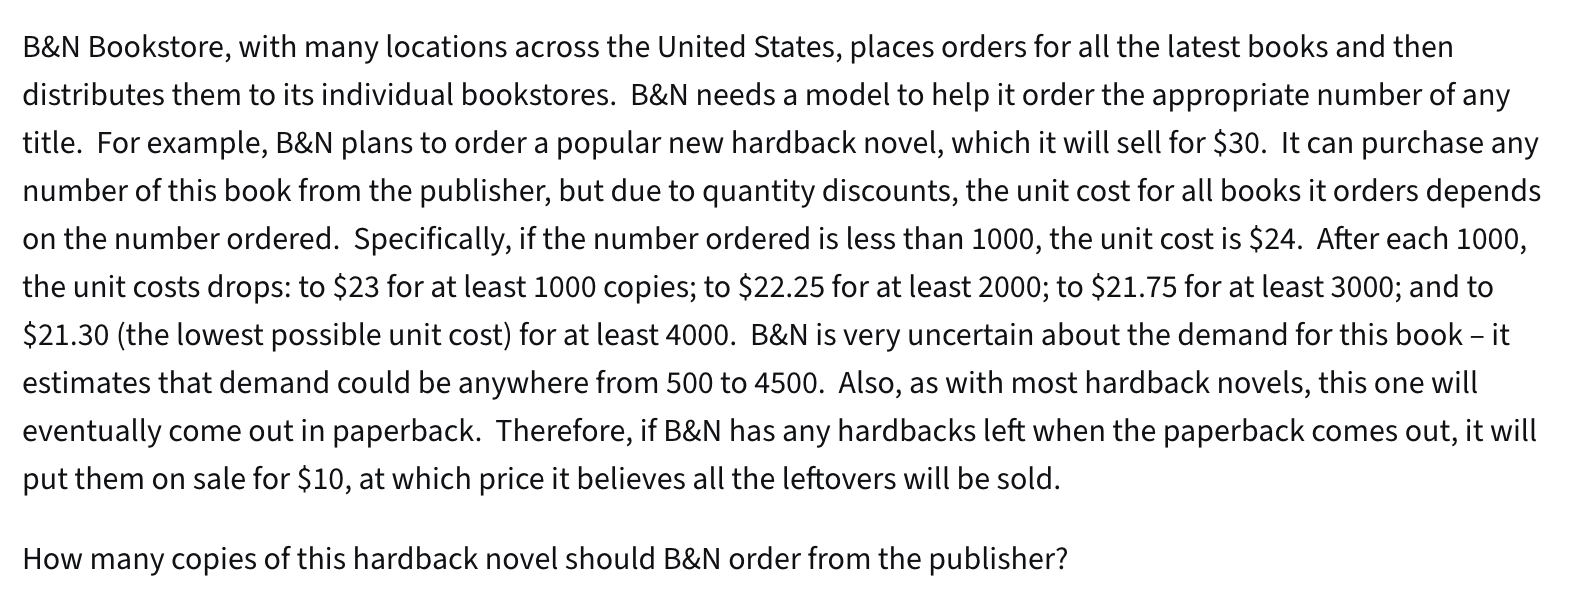 B&N Bookstore, with many locations across the United States, places orders for all the latest books and then
distributes them to its individual bookstores.  B&N needs a model to help it order the appropriate number of any
title.  For example, B&N plans to order a popular new hardback novel, which it will sell for $30.  It can purchase any
number of this book from the publisher, but due to quantity discounts, the unit cost for all books it orders depends
on the number ordered.  Specifically, if the number ordered is less than 1000, the unit cost is $24.  After each 1000,
the unit costs drops: to $23 for at least 1000 copies; to $22.25 for at least 2000; to $21.75 for at least 3000; and to
$21.30 (the lowest possible unit cost) for at least 4000.  B&N is very uncertain about the demand for this book – it
estimates that demand could be anywhere from 500 to 4500.  Also, as with most hardback novels, this one will
eventually come out in paperback.  Therefore, if B&N has any hardbacks left when the paperback comes out, it will
put them on sale for $10, at which price it believes all the leftovers will be sold.
How many copies of this hardback novel should B&N order from the publisher?